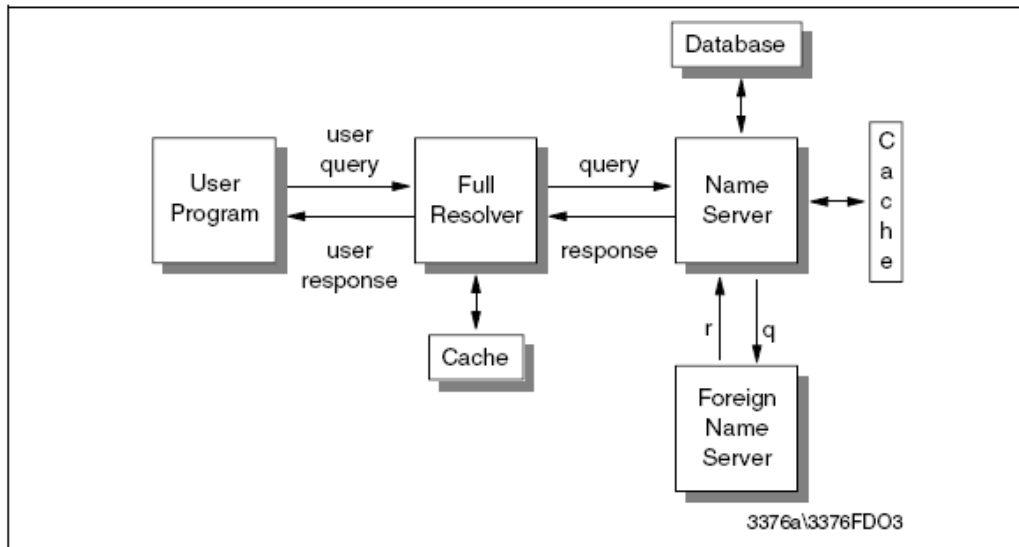 Database
user
query
User
Program
Full
Resolver
query
Name
Server
C
a
c
h
e
user
response
response
r
q
Cache
Foreign
Name
Server
3376a\3376FDO3